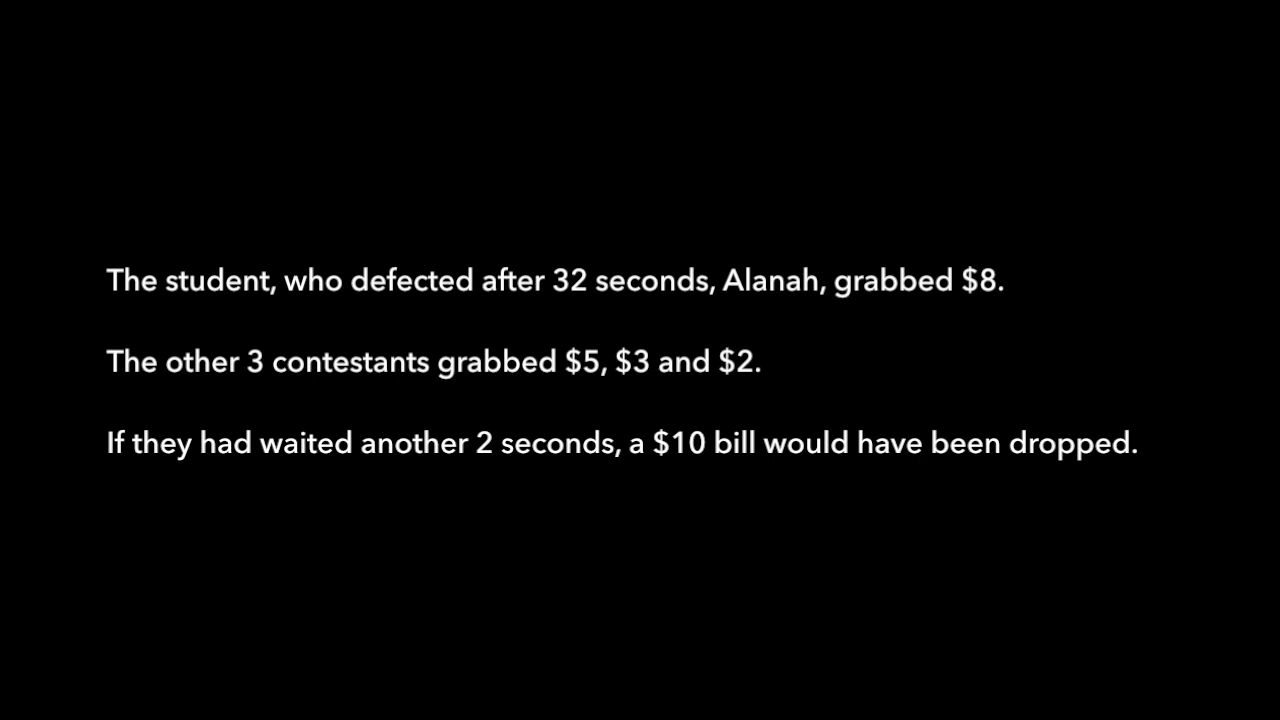 The student, who defected after 32 seconds, Alanah, grabbed $8.
The other 3 contestants grabbed $5, $3 and $2.
If they had waited another 2 seconds, a $10 bill would have been dropped.